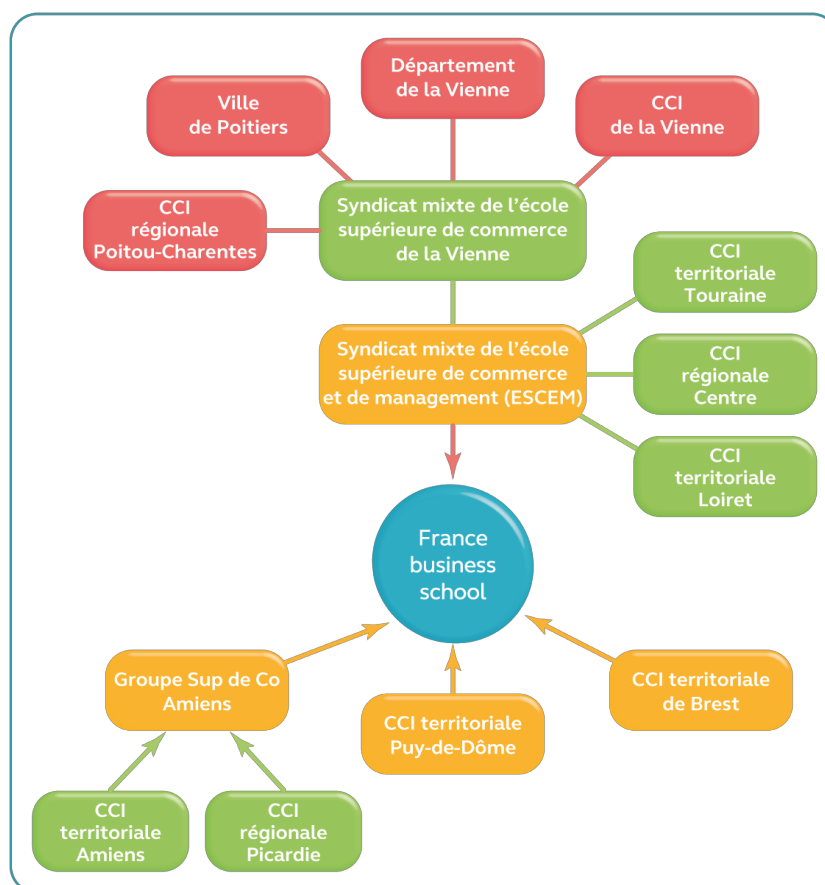 Département
de la Vienne
Ville
de Poitiers
CCI
de la Vienne
CCI
régionale
Poitou-Charentes
Syndicat mixte de l'école
supérieure de commerce
de la Vienne
CCI
territoriale
Touraine
Syndicat mixte de l'école
supérieure de commerce
et de management (ESCEM)
CCI
régionale
Centre
CCI
territoriale
Loiret
France
business
school
Groupe Sup de Co
Amiens
CCI territoriale
Puy-de-Dôme
CCI territoriale
de Brest
CCI
territoriale
Amiens
CCI
régionale
Picardie